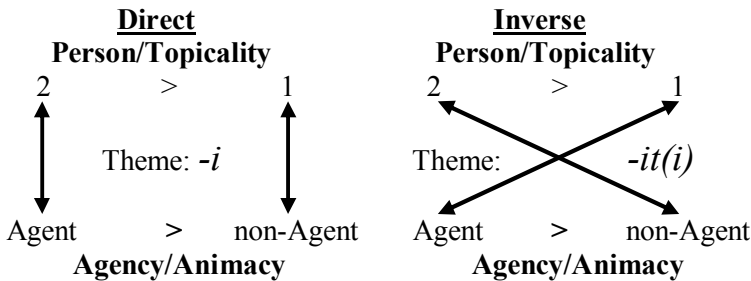 Direct Inverse
Person/Topicality Person/Topicality
2 > 1 2 > 1
Theme: -i Theme: -it(i)
Agent > non-Agent Agent > non-Agent
Agency/Animacy Agency/Animacy